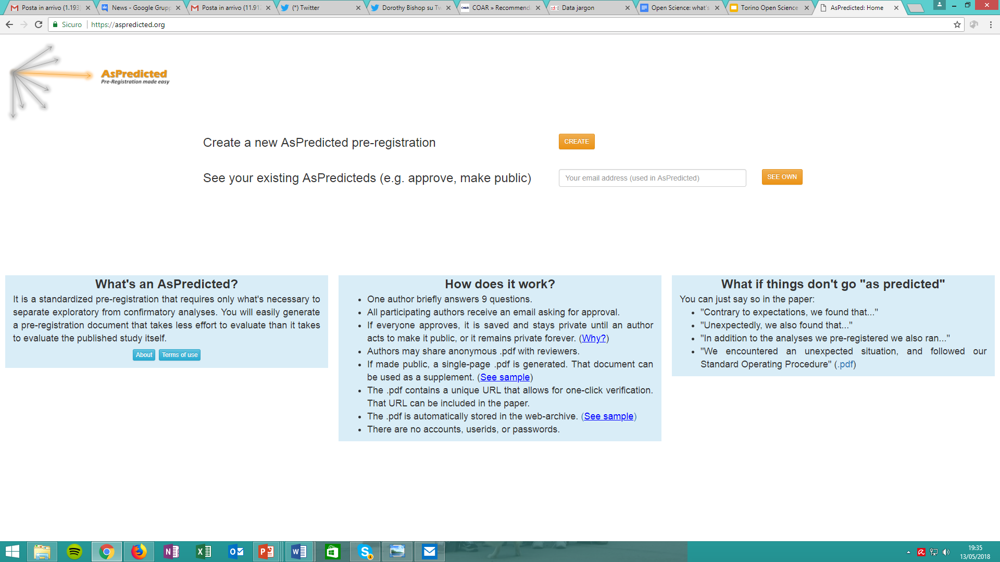 Posta in arrivo (1.193
News - Google Grupp
Posta in arrivo (11.912
(*) Twitter
Dorothy Bishop su Tw
COAR » Recommend
Data jargon
Open Science: what's
Torino Open Science
AsPredicted: Home
Sicuro
https://aspredicted.org
AsPredicted
Pre-Registration made easy
Create a new AsPredicted pre-registration
CREATE
See your existing AsPredicteds (e.g. approve, make public)
Your email address (used in AsPredicted)
SEE OWN
What's an AsPredicted?
It is a standardized pre-registration that requires only what's necessary to
separate exploratory from confirmatory analyses. You will easily generate
a pre-registration document that takes less effort to evaluate than it takes
to evaluate the published study itself.
About
Terms of use
How does it work?
• One author briefly answers 9 questions.
• All participating authors receive an email asking for approval.
• If everyone approves, it is saved and stays private until an author
acts to make it public, or it remains private forever. (Why?)
• Authors may share anonymous .pdf with reviewers.
• If made public, a single-page .pdf is generated. That document can
be used as a supplement. (See sample)
• The .pdf contains a unique URL that allows for one-click verification.
That URL can be included in the paper.
• The .pdf is automatically stored in the web-archive. (See sample)
• There are no accounts, userids, or passwords.
What if things don't go "as predicted"
You can just say so in the paper:
• "Contrary to expectations, we found that..."
• "Unexpectedly, we also found that..."
• "In addition to the analyses we pre-registered we also ran..."
• "We encountered an unexpected situation, and followed our
Standard Operating Procedure" (.pdf)
19:35
13/05/2018